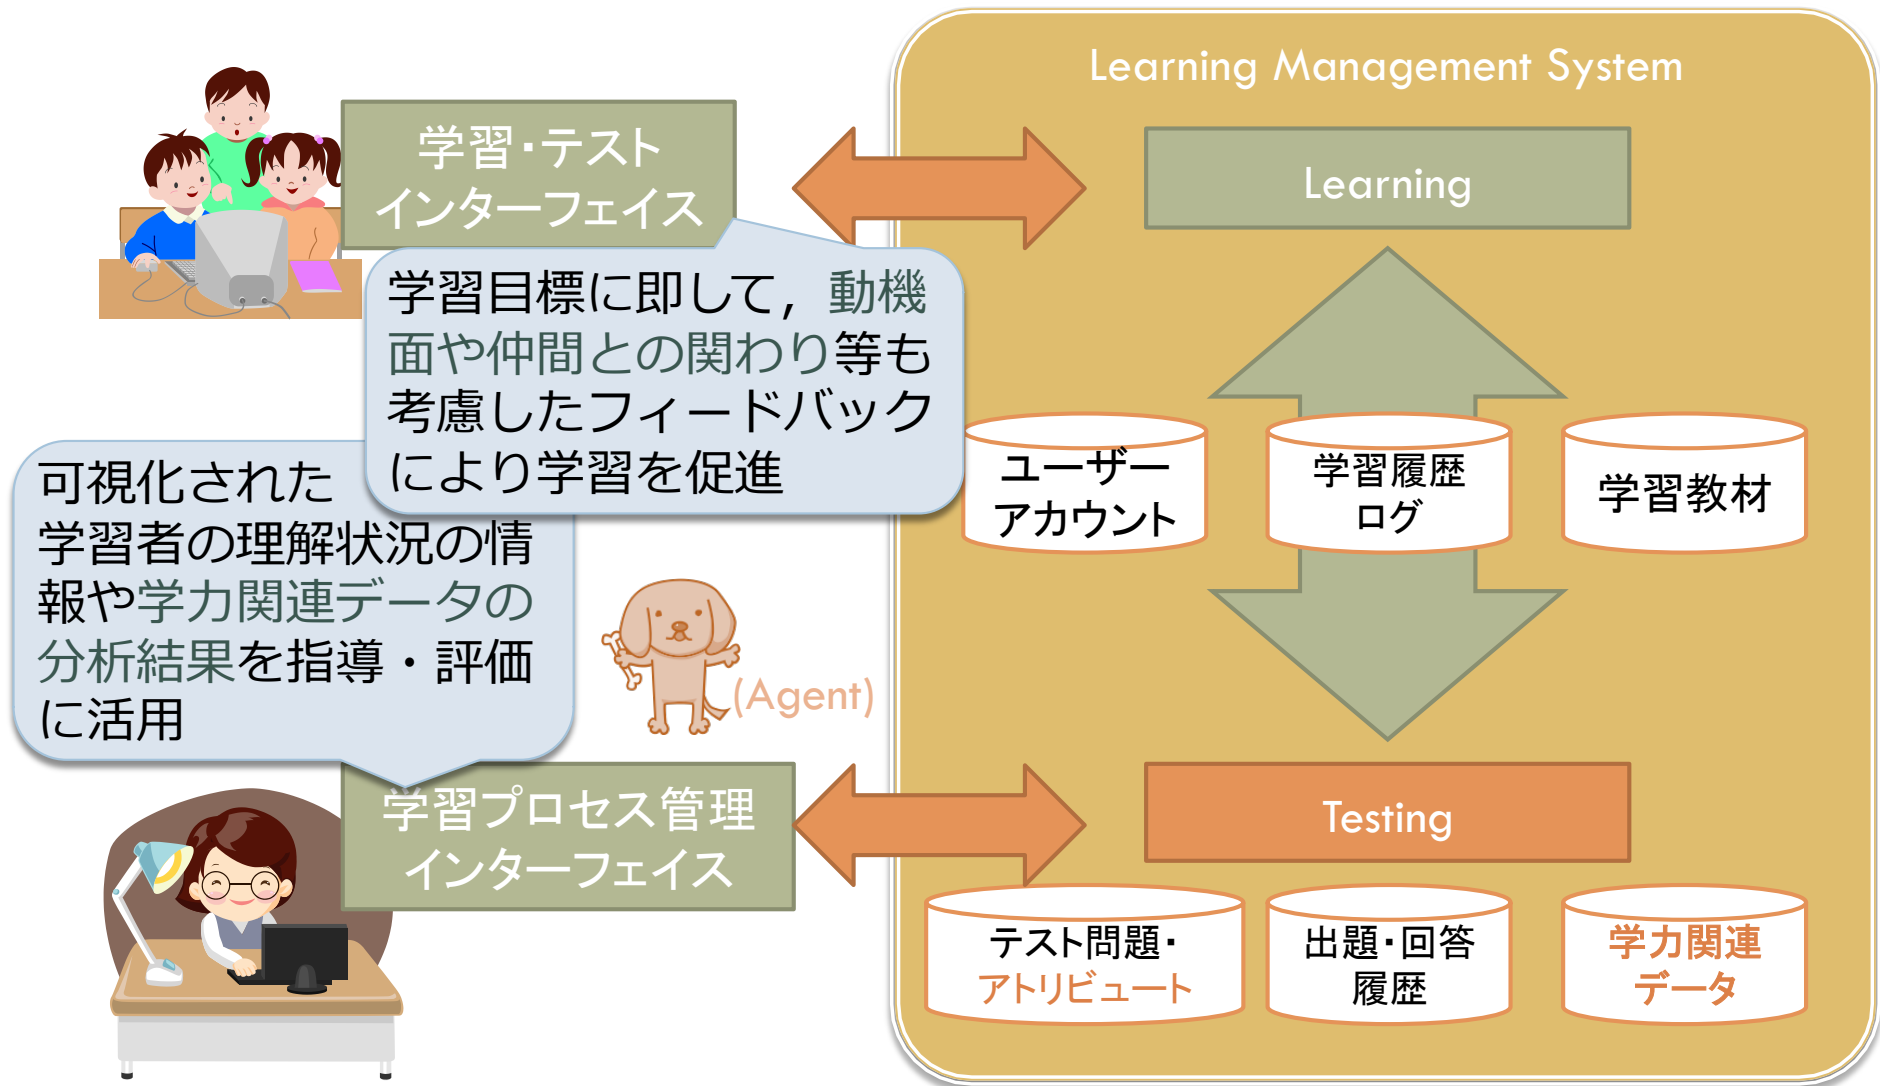 Learning Management System
学習・テスト
インターフェイス
Learning
学習目標に即して，動機
面や仲間との関わり等も
考慮したフィードバック
により学習を促進
ユーザー
アカウント
学習履歴
ログ
学習教材
可視化された
学習者の理解状況の情
報や学力関連データの
分析結果を指導・評価
に活用
(Agent)
学習プロセス管理
インターフェイス
Testing
テスト問題・
アトリビュート
出題・回答
履歴
学力関連
データ